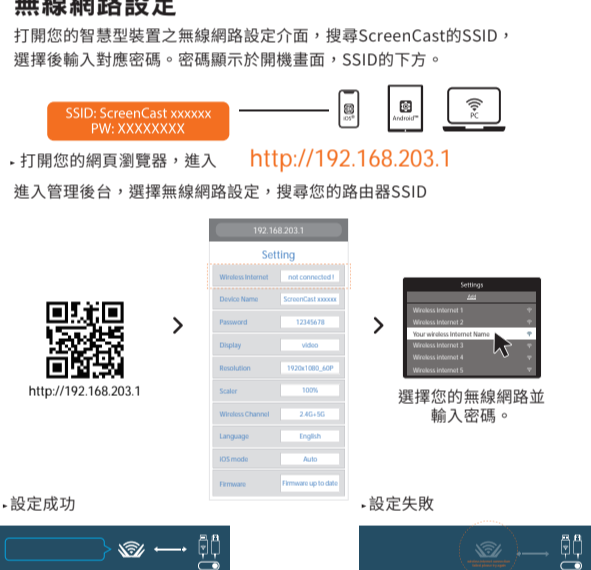 無線網路設定
打開您的智慧型裝置之無線網路設定介面，搜尋ScreenCast的SSID，
選擇後輸入對應密碼。密碼顯示於開機畫面，SSID的下方。
SSID: ScreenCast xxxxxx
PW: XXXXXXXX
iOS®
Android™
PC
打開您的網頁瀏覽器，進入 http://192.168.203.1
進入管理後台，選擇無線網路設定，搜尋您的路由器SSID
http://192.168.203.1
192.168.203.1
Setting
Wireless Internet not connected !
Device Name ScreenCast xxxxxx
Password 12345678
Display video
Resolution 1920x1080_60P
Scaler 100%
Wireless Channel 2.4G+5G
Language English
iOS mode Auto
Firmware Firmware up to date
Settings
Add
Wireless Internet 1
Wireless Internet 2
Your wireless Internet Name
Wireless Internet 3
Wireless Internet 4
Wireless internet 5
選擇您的無線網路並
輸入密碼。
設定成功
設定失敗